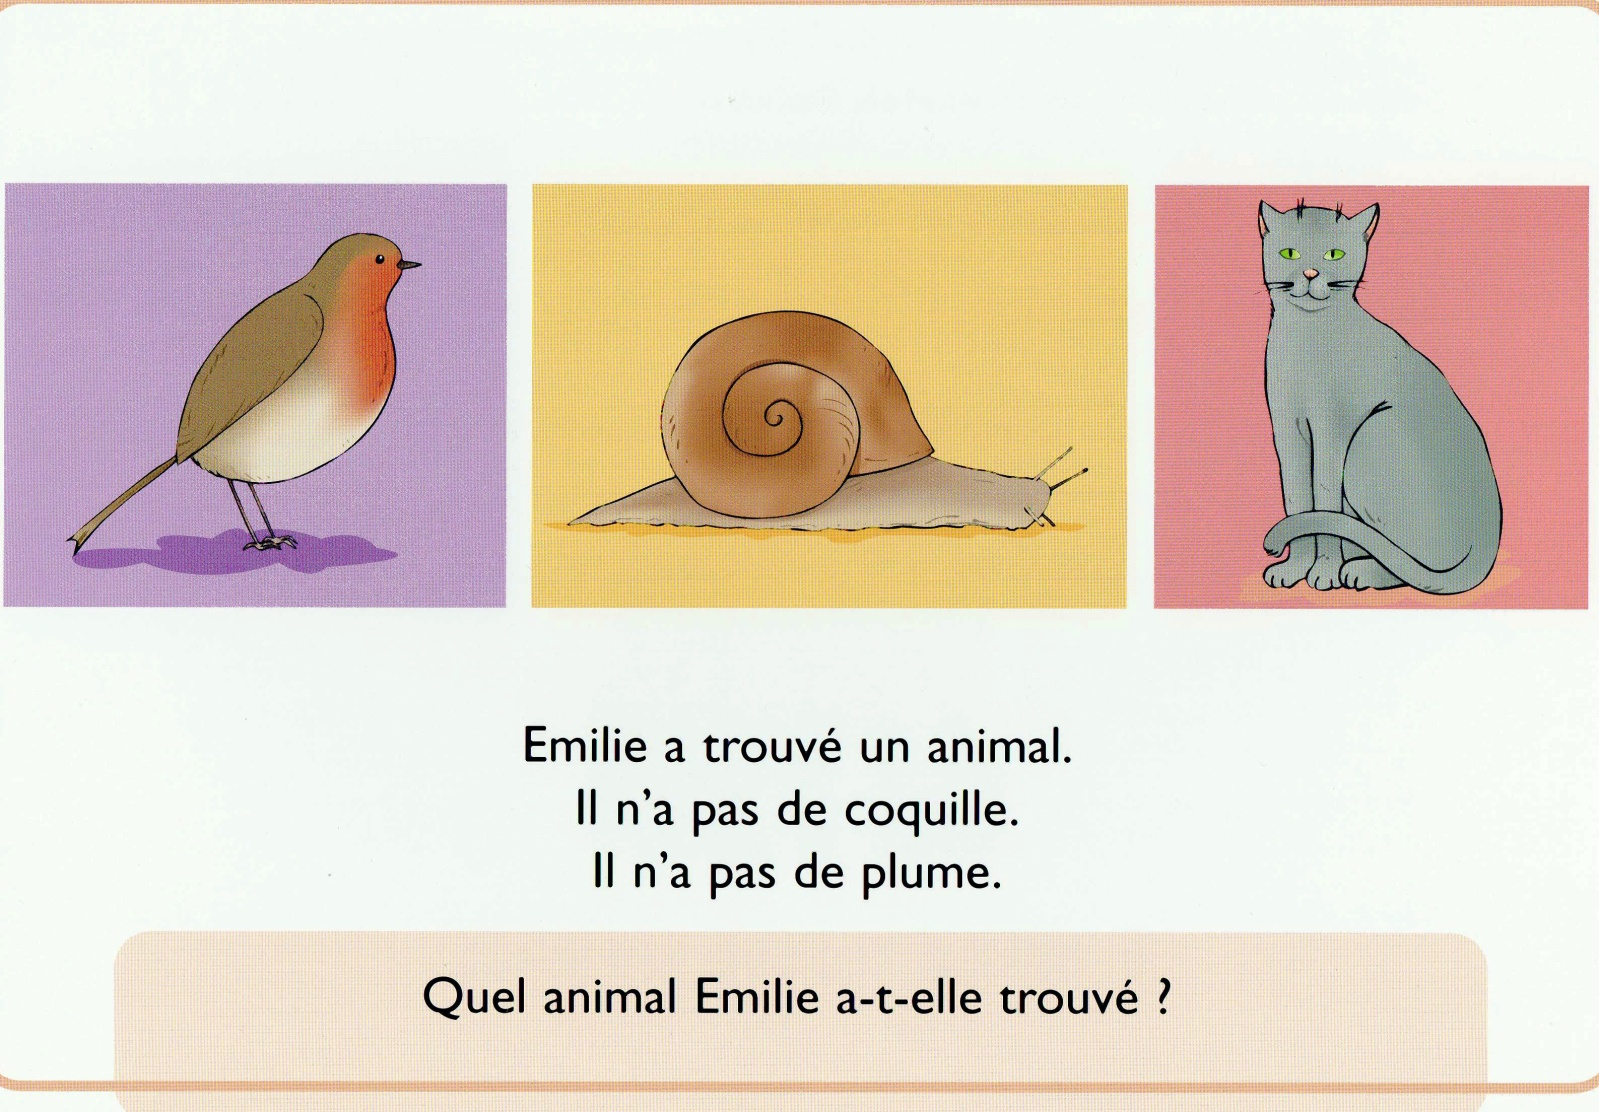 Emilie a trouvé un animal.
Il n'a pas de coquille.
Il n'a pas de plume.
Quel animal Emilie a-t-elle trouvé ?